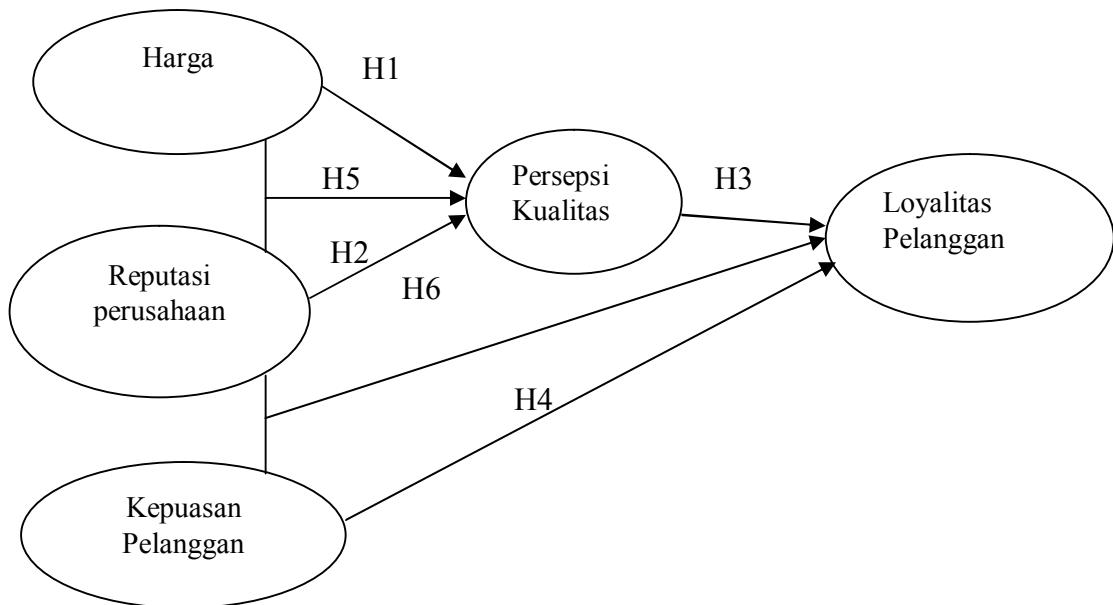 Harga
H1
Persepsi
Kualitas
H3
H5
Loyalitas
Pelanggan
H2
Reputasi
perusahaan
H6
H4
Kepuasan
Pelanggan